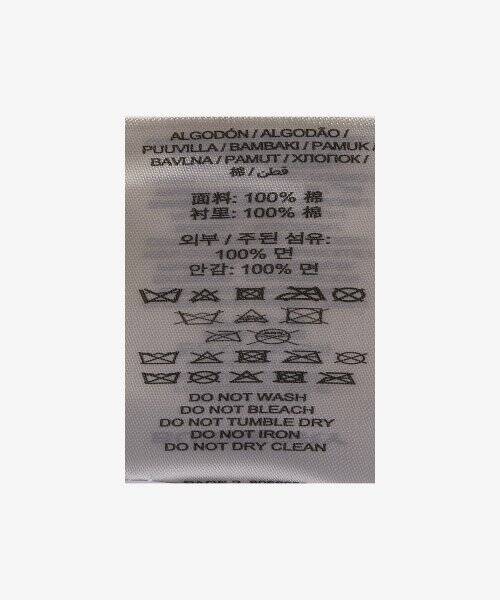 ALGODÓN / ALGODÃO /
PUUVILLA / BAMBAKI / PAMUK /
BAVLNA / PAMUT / ХЛОПОК /
棉 / قطن
面料: 100% 棉
衬里: 100% 棉
외부 / 주된 섬유:
100% 면
안감: 100% 면
DO NOT WASH
DO NOT BLEACH
DO NOT TUMBLE DRY
DO NOT IRON
DO NOT DRY CLEAN